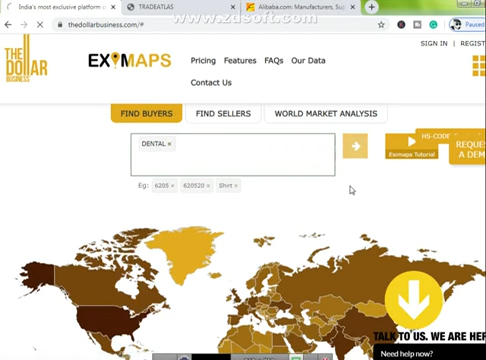 www.zdsoft.com
India's most exclusive platform o
TRADEATLAS
Alibaba.com: Manufacturers, Sup
thedollarbusiness.com/#
SIGN IN | REGIST
THE DOLLAR BUSINESS
EXIMAPS
Pricing Features FAQs Our Data
Contact Us
FIND BUYERS FIND SELLERS WORLD MARKET ANALYSIS
DENTAL ×
HS-CODE
Eximaps Tutorial
REQUES
A DEM
Eg: 6205 × 620520 × Shirt ×
TALK TO US. WE ARE HER
Need help now?